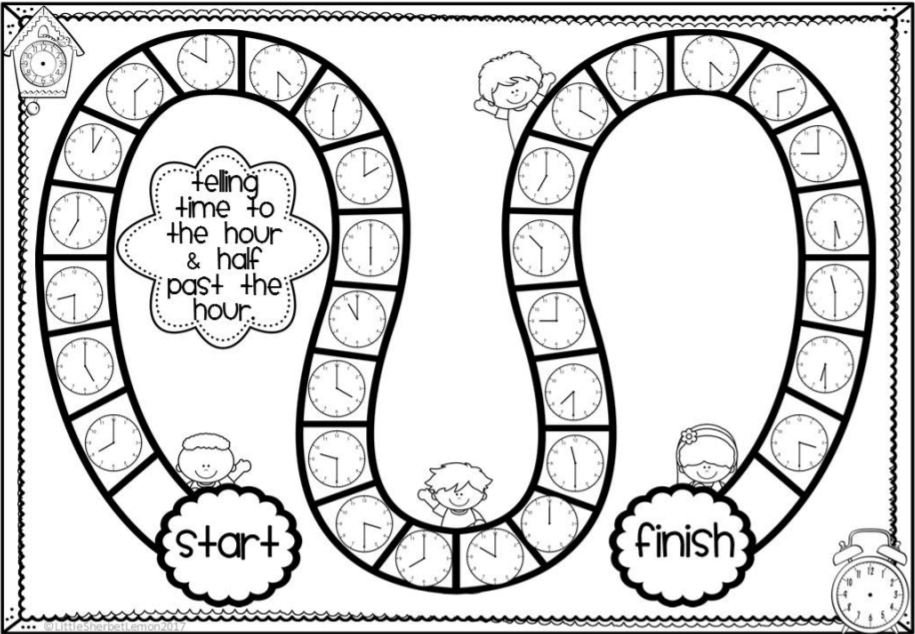 telling
time to
the hour
& half
past the
hour.
start
finish
©LittleSherbetLemon2017